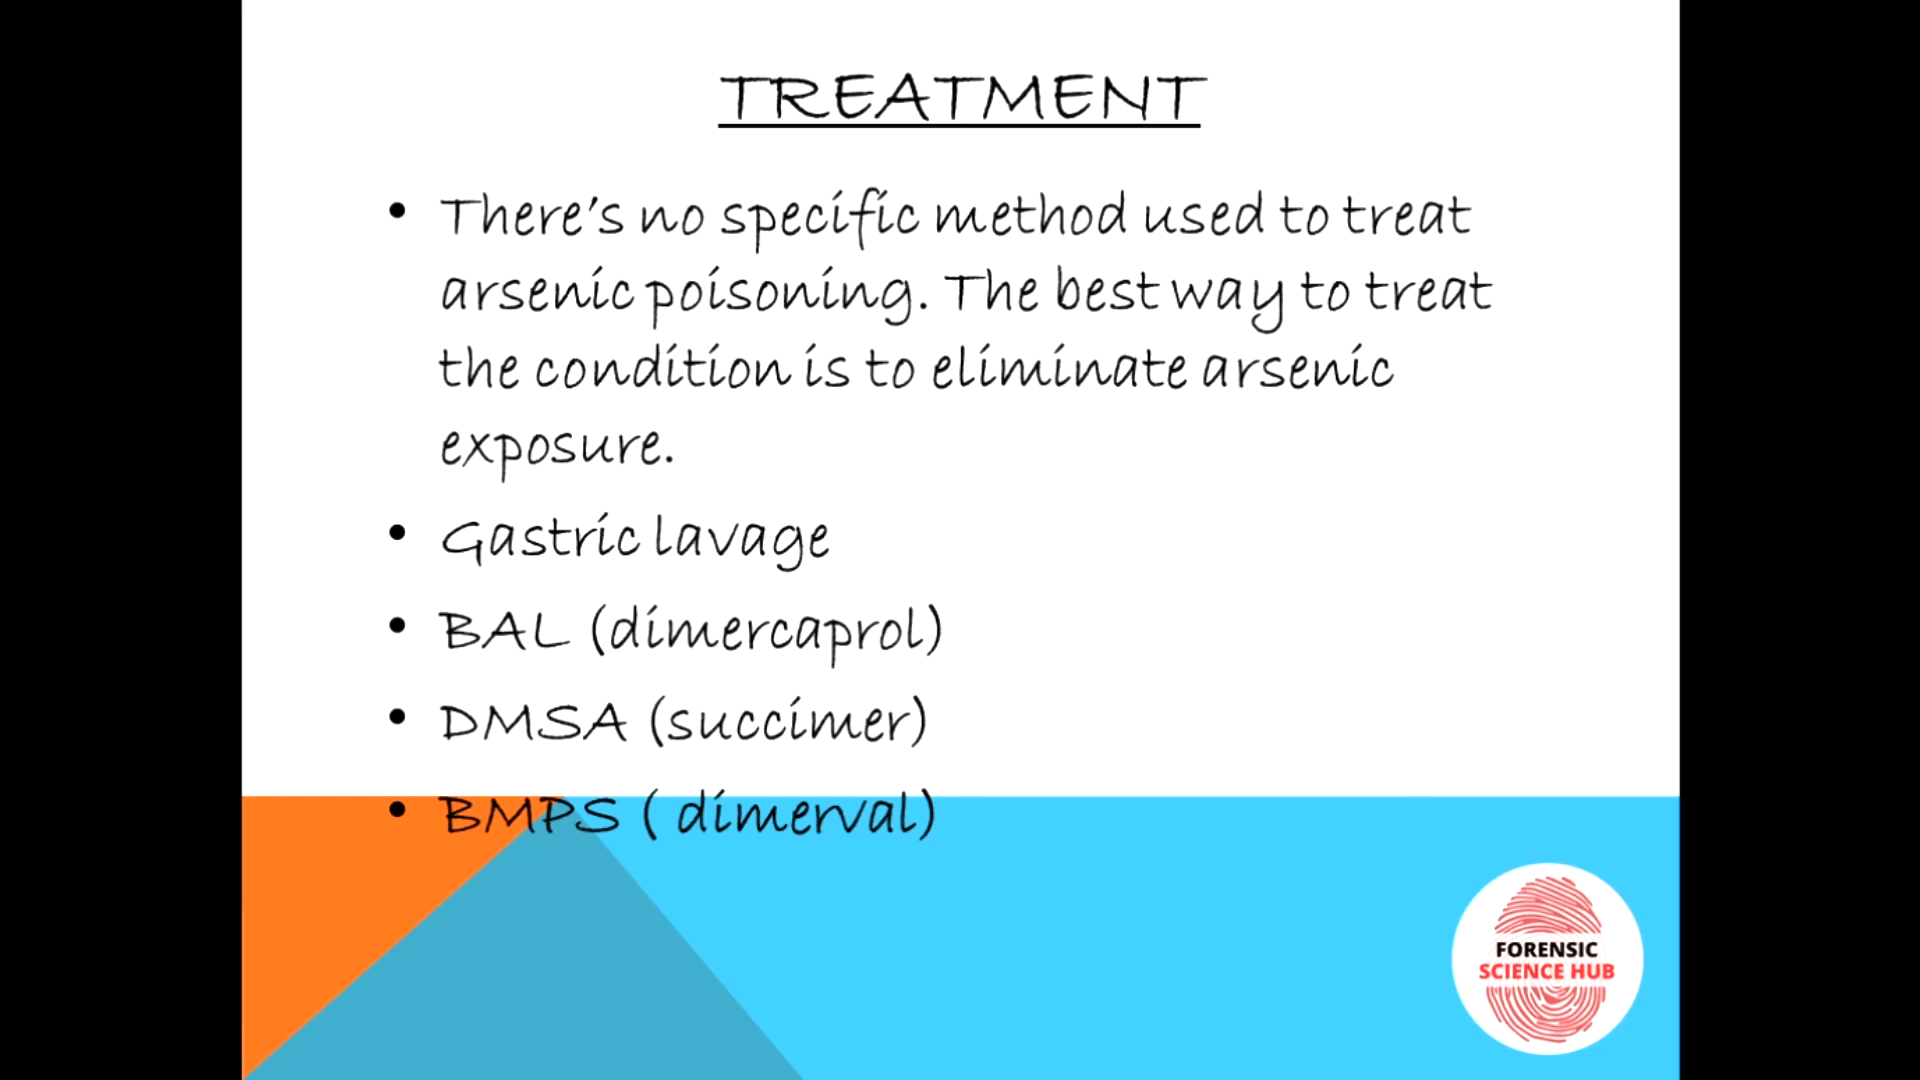 TREATMENT
• There's no specific method used to treat
arsenic poisoning. The best way to treat
the condition is to eliminate arsenic
exposure.
• Gastric lavage
• BAL (dimercaprol)
• DMSA (succimer)
• BMPS ( dimerval)
FORENSIC
SCIENCE HUB